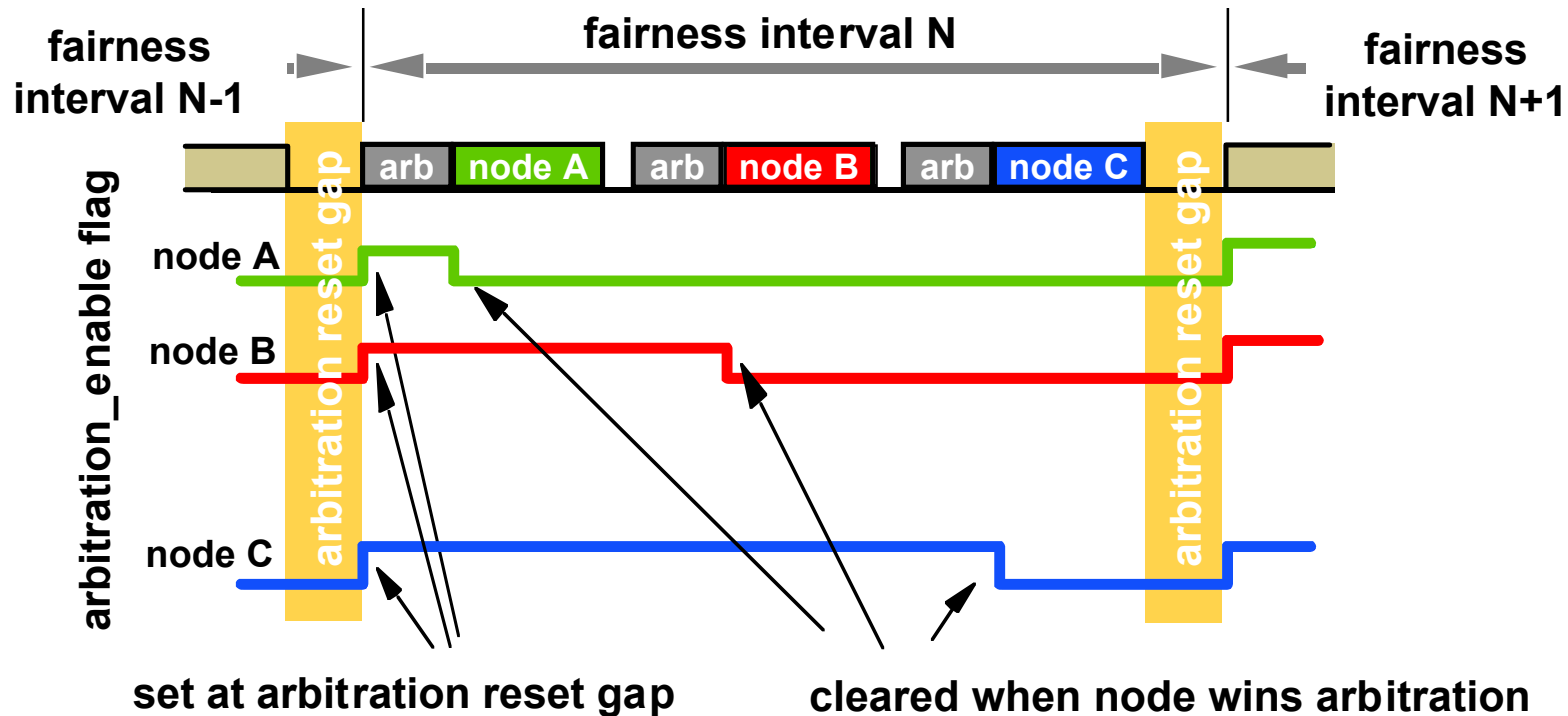 fairness
interval N-1
fairness interval N
fairness
interval N+1
arb
node A
arb
node B
arb
node C
arbitration_enable flag
arbitration reset gap
arbitration reset gap
node A
node B
node C
set at arbitration reset gap
cleared when node wins arbitration